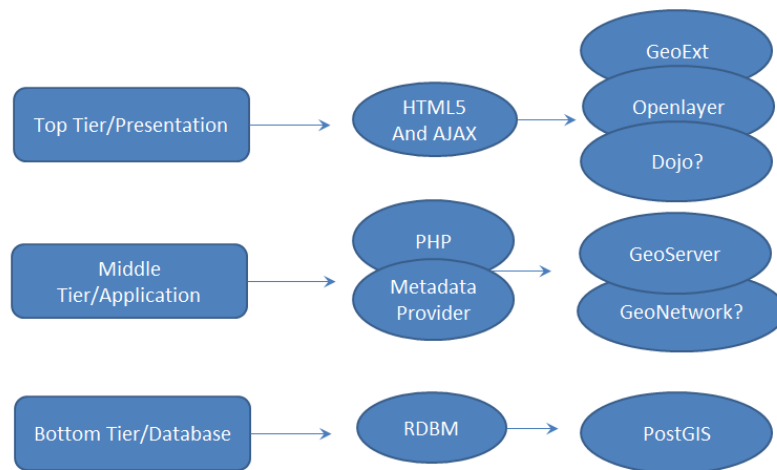 GeoExt
Top Tier/Presentation
HTML5
And AJAX
Openlayer
Dojo?
Middle
Tier/Application
PHP
Metadata
Provider
GeoServer
GeoNetwork?
Bottom Tier/Database
RDBM
PostGIS